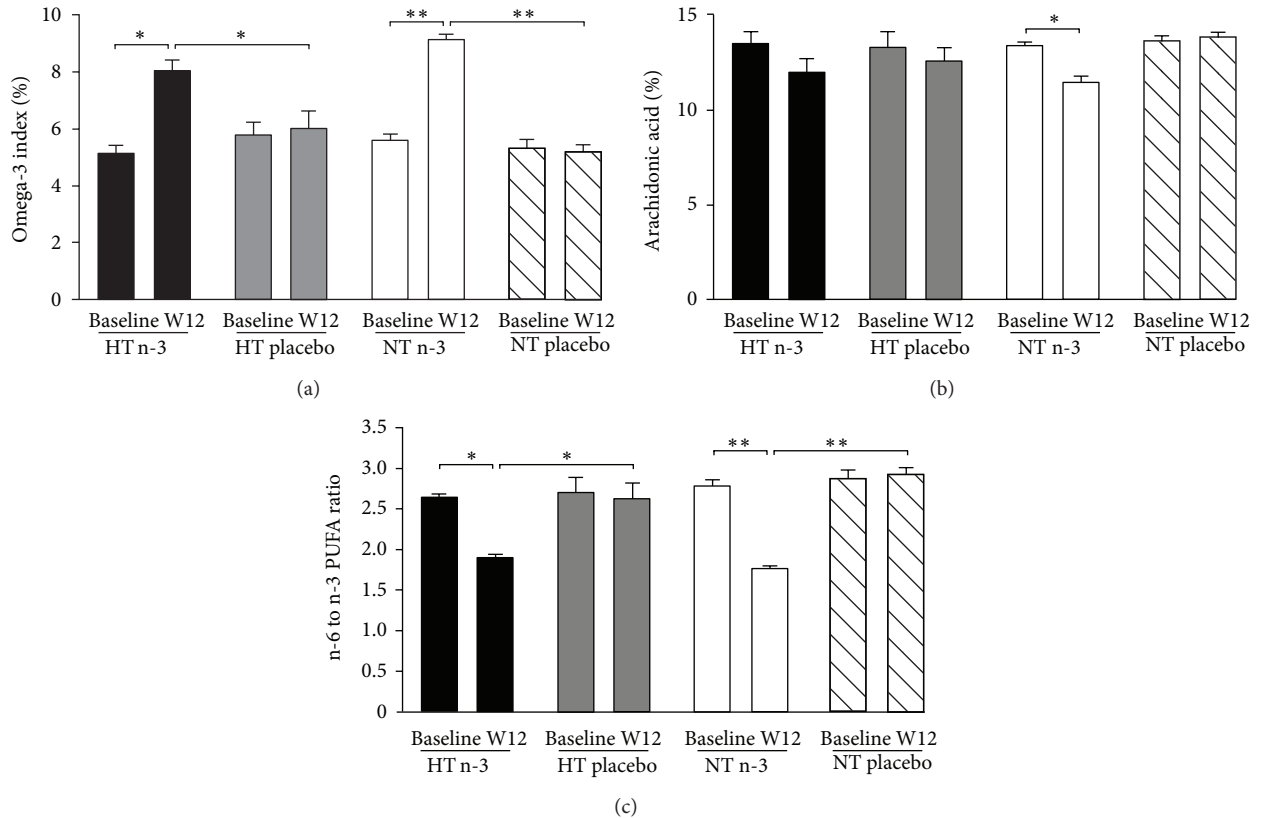 10
8
6
4
2
0
Omega-3 index (%)
* * ** **
Baseline W12 Baseline W12 Baseline W12 Baseline W12
HT n-3 HT placebo NT n-3 NT placebo
(a)
15
10
5
0
Arachidonic acid (%)
*
Baseline W12 Baseline W12 Baseline W12 Baseline W12
HT n-3 HT placebo NT n-3 NT placebo
(b)
3.5
3.0
2.5
2.0
1.5
1.0
0.5
0
n-6 to n-3 PUFA ratio
* * ** **
Baseline W12 Baseline W12 Baseline W12 Baseline W12
HT n-3 HT placebo NT n-3 NT placebo
(c)